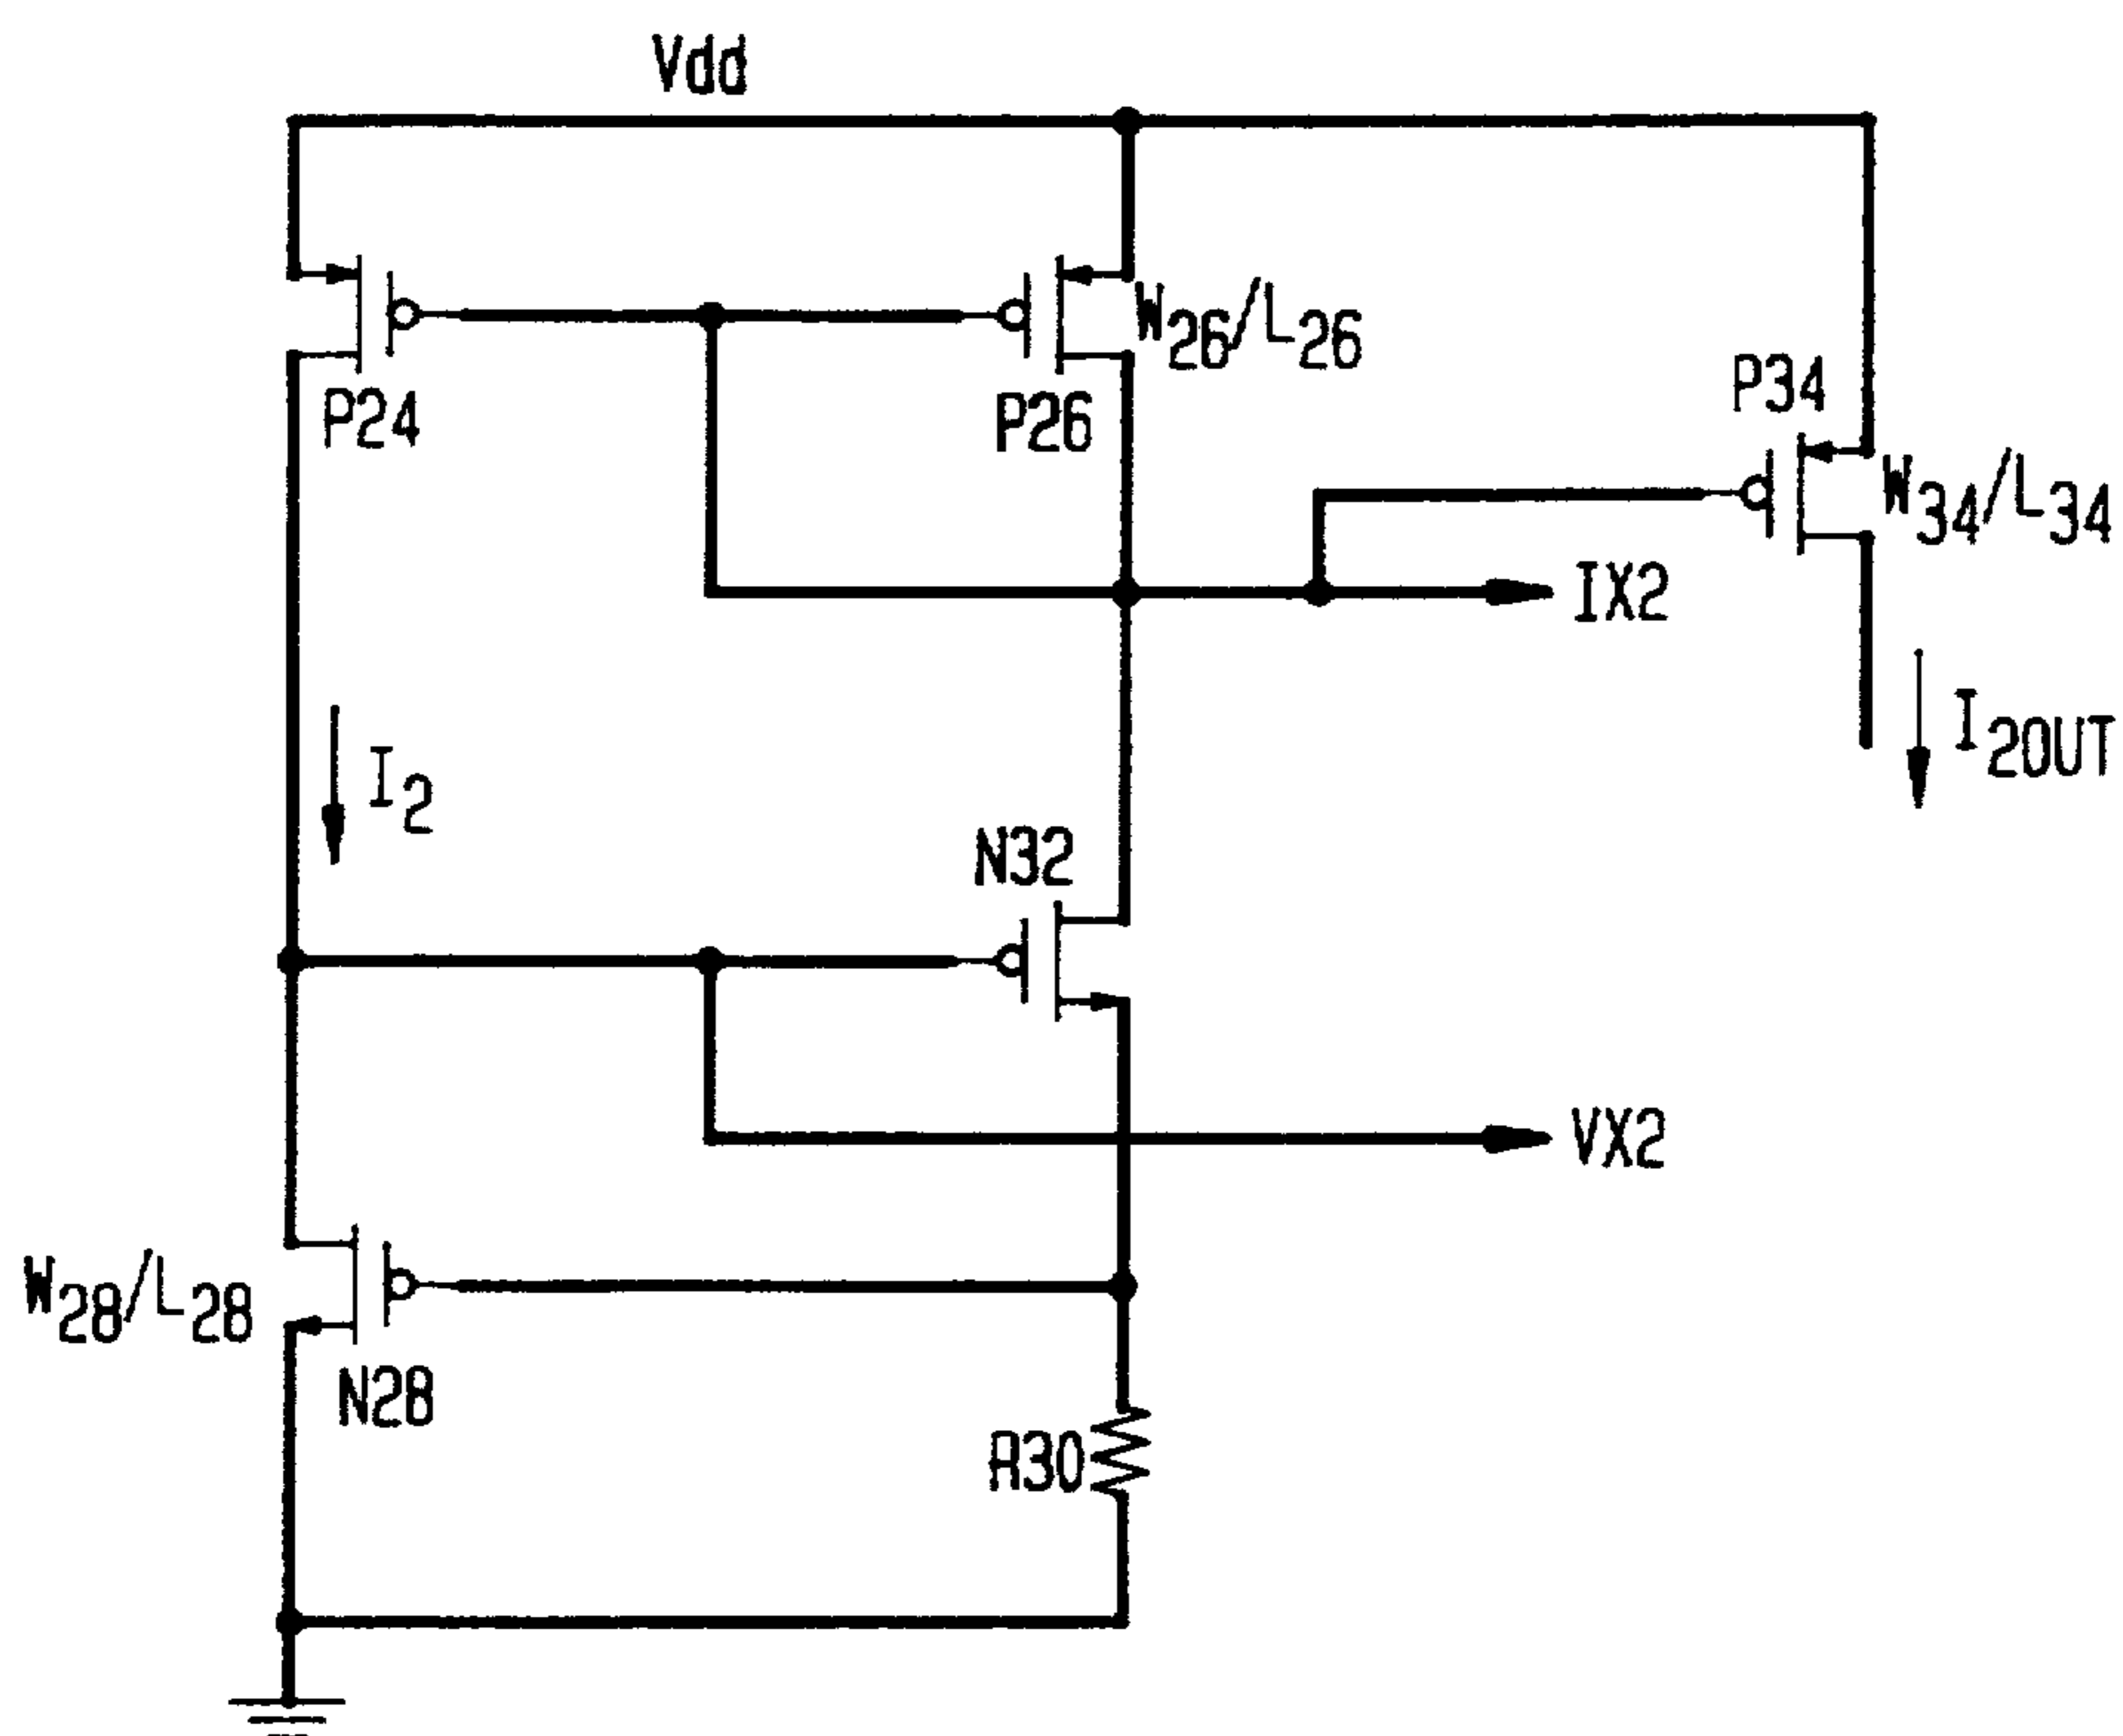 Vdd
W26/L26
P24
P26
P34
W34/L34
IX2
I2
I2OUT
N32
VX2
W28/L28
N28
R30